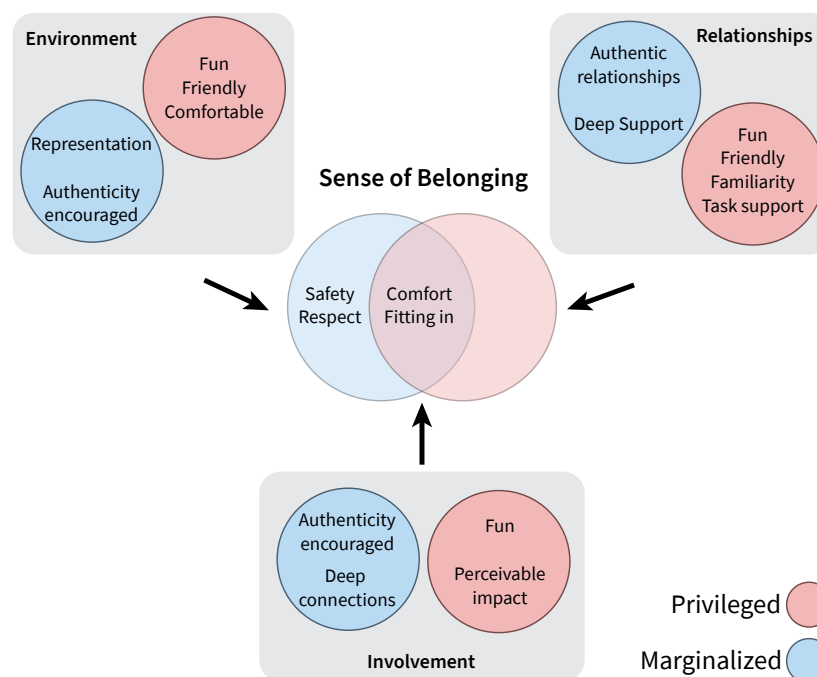 Environment
Fun
Friendly
Comfortable
Representation
Authenticity
encouraged
Relationships
Authentic
relationships
Deep Support
Fun
Friendly
Familiarity
Task support
Sense of Belonging
Safety
Respect
Comfort
Fitting in
Authenticity
encouraged
Deep
connections
Fun
Perceivable
impact
Involvement
Privileged
Marginalized